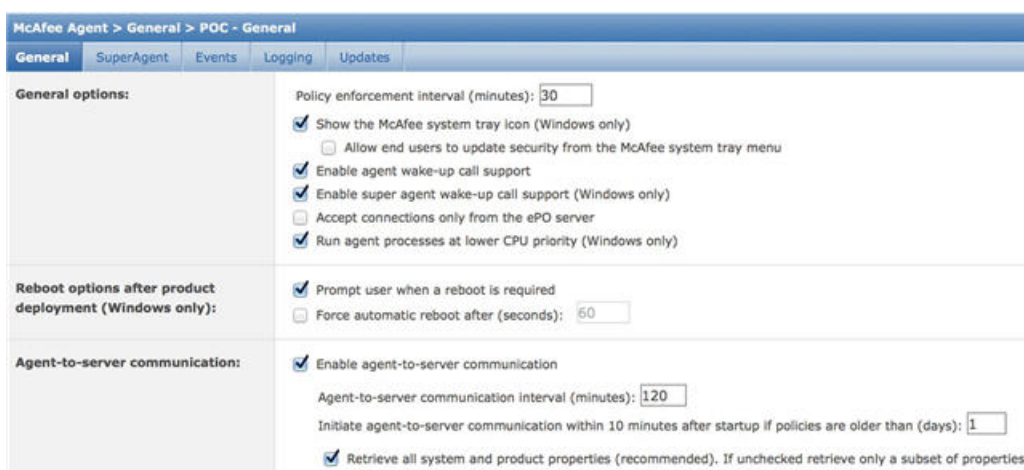 McAfee Agent > General > POC - General
General SuperAgent Events Logging Updates
General options:
Policy enforcement interval (minutes): 30
Show the McAfee system tray icon (Windows only)
Allow end users to update security from the McAfee system tray menu
Enable agent wake-up call support
Enable super agent wake-up call support (Windows only)
Accept connections only from the ePO server
Run agent processes at lower CPU priority (Windows only)
Reboot options after product
deployment (Windows only):
Prompt user when a reboot is required
Force automatic reboot after (seconds): 60
Agent-to-server communication:
Enable agent-to-server communication
Agent-to-server communication interval (minutes): 120
Initiate agent-to-server communication within 10 minutes after startup if policies are older than (days): 1
Retrieve all system and product properties (recommended). If unchecked retrieve only a subset of properties